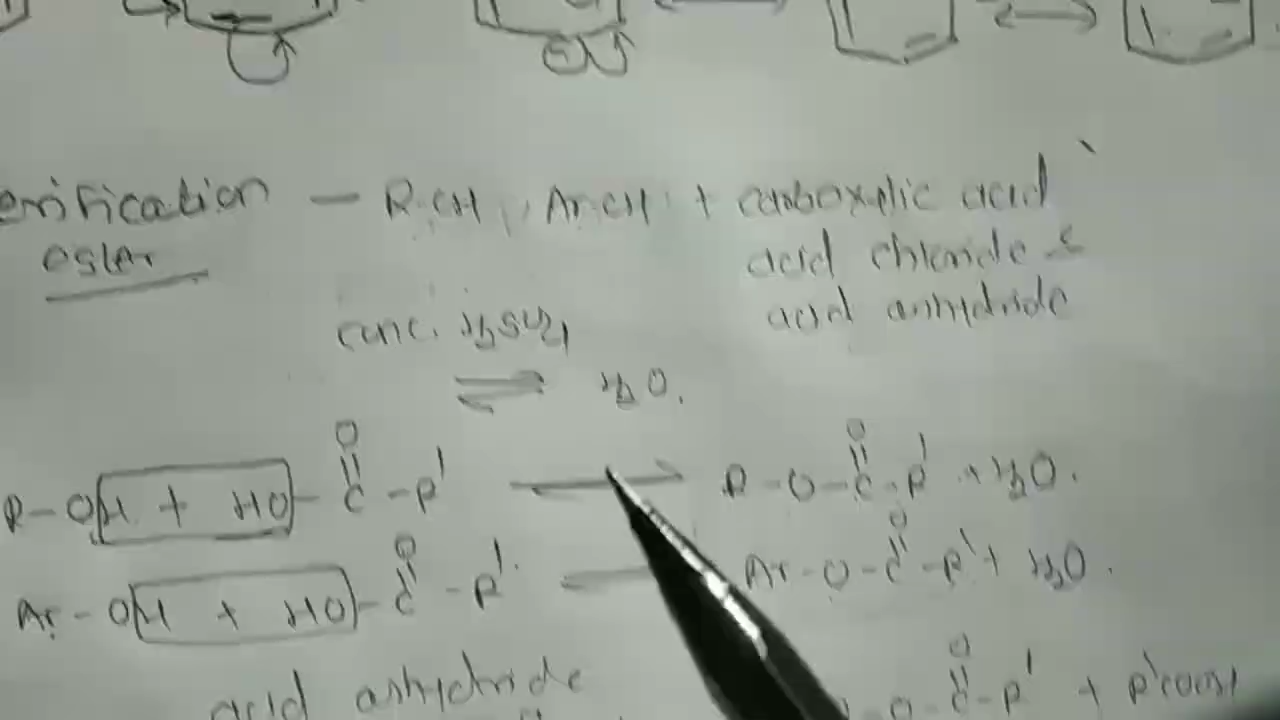 erification – R-OH, Ar-OH + carboxylic acid
ester acid chloride &
acid anhydride
conc. H₂SO₄
⇌ H₂O.
R-OH + HO-C(=O)-R' ⇌ R-O-C(=O)-R' + H₂O.
Ar-OH + HO-C(=O)-R' ⇌ Ar-O-C(=O)-R' + H₂O.
acid anhydride
O-C(=O)-R' + R'COOH